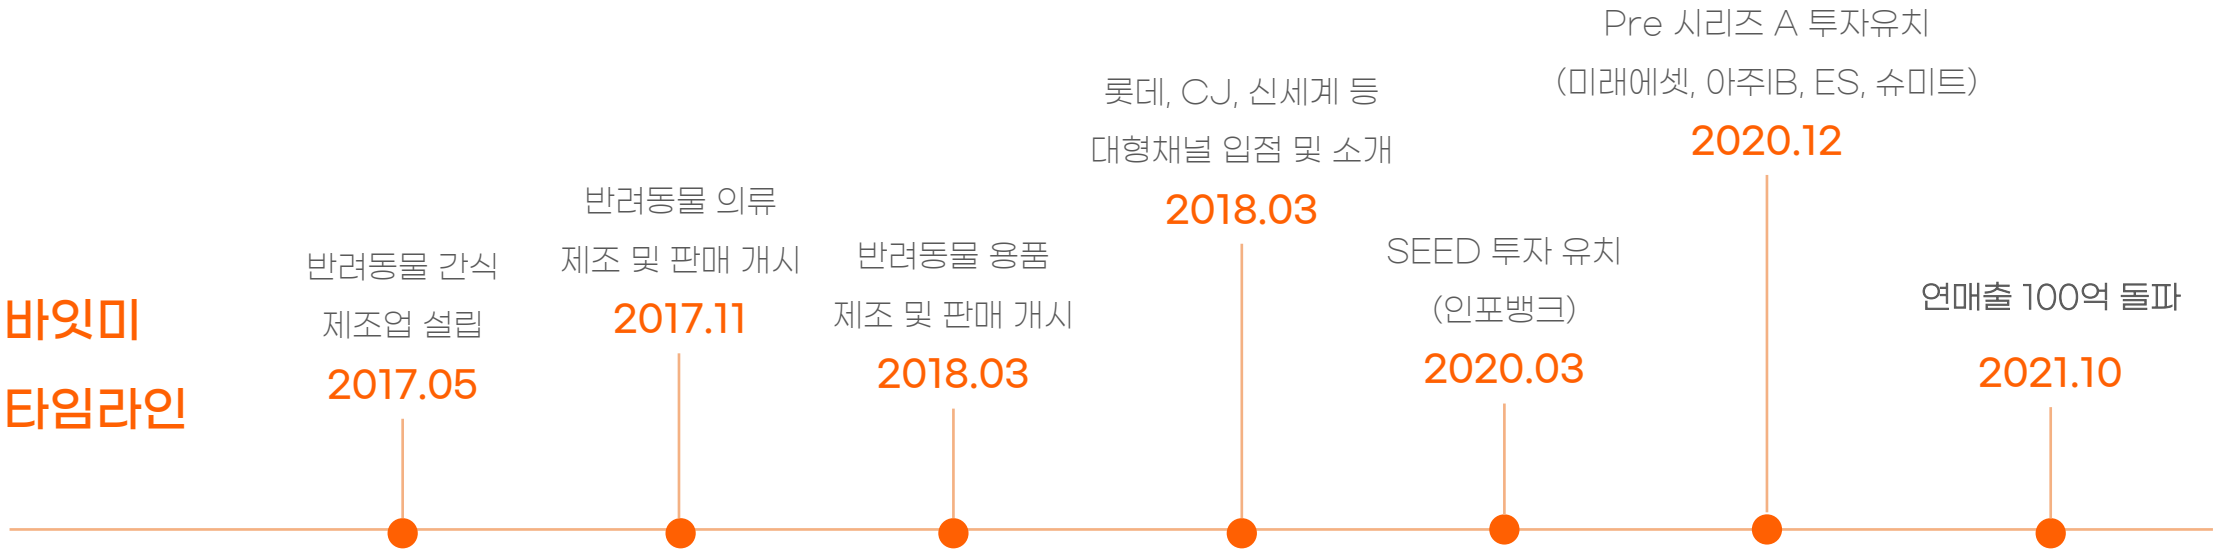 바잇미
타임라인
반려동물 간식
제조업 설립
2017.05
반려동물 의류
제조 및 판매 개시
2017.11
반려동물 용품
제조 및 판매 개시
2018.03
롯데, CJ, 신세계 등
대형채널 입점 및 소개
2018.03
SEED 투자 유치
(인포뱅크)
2020.03
Pre 시리즈 A 투자유치
(미래에셋, 아주IB, ES, 슈미트)
2020.12
연매출 100억 돌파
2021.10